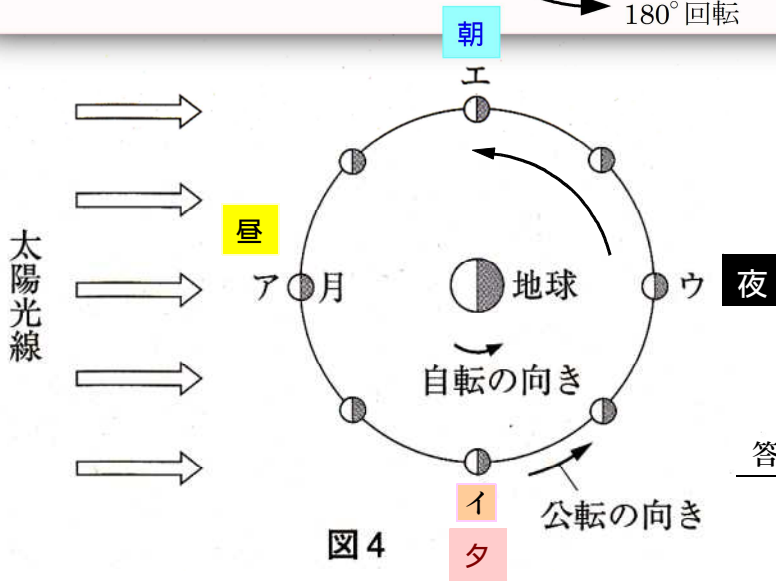 180°回転
朝
エ
昼
太陽光線
ア
月
地球
ウ
夜
自転の向き
答
イ
公転の向き
図4
夕